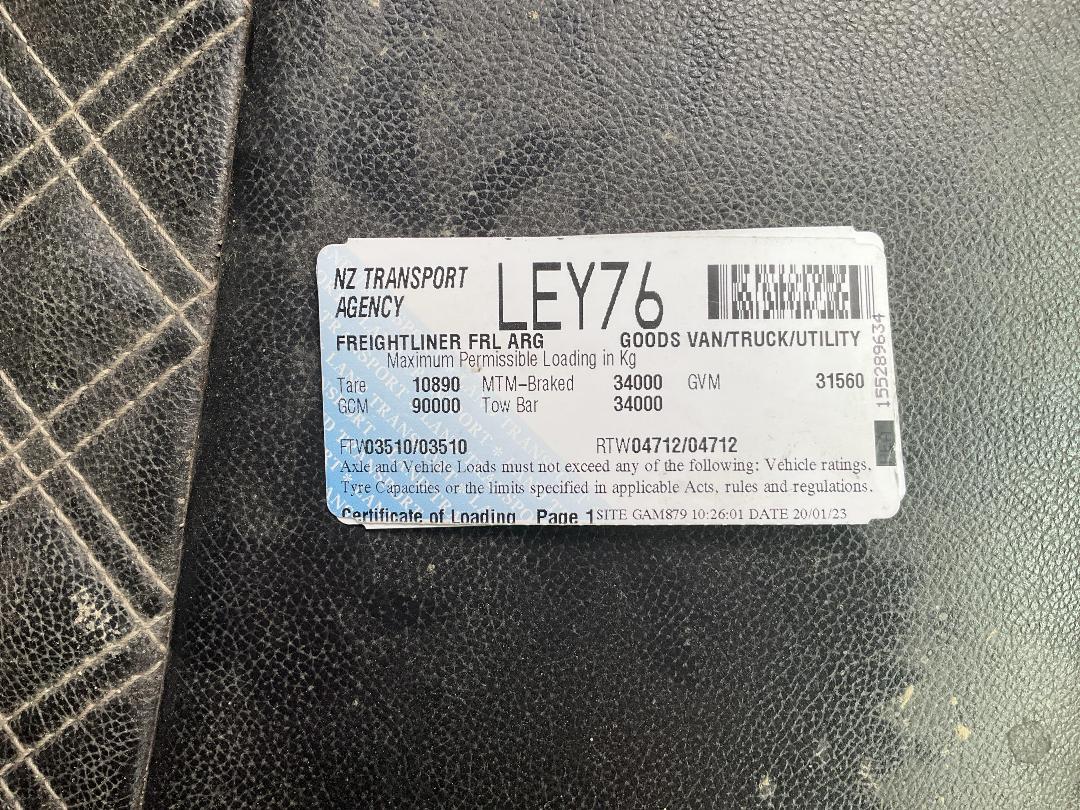 NZ TRANSPORT AGENCY LEY76
FREIGHTLINER FRL ARG GOODS VAN/TRUCK/UTILITY
Maximum Permissible Loading in Kg
Tare 10890 MTM-Braked 34000 GVM 31560
GCM 90000 Tow Bar 34000
FTV03510/03510 RTW04712/04712
Axle and Vehicle Loads must not exceed any of the following: Vehicle ratings,
Tyre Capacities or the limits specified in applicable Acts, rules and regulations.
Certificate of Loading Page 1 SITE GAM879 10:26:01 DATE 20/01/23
155289634